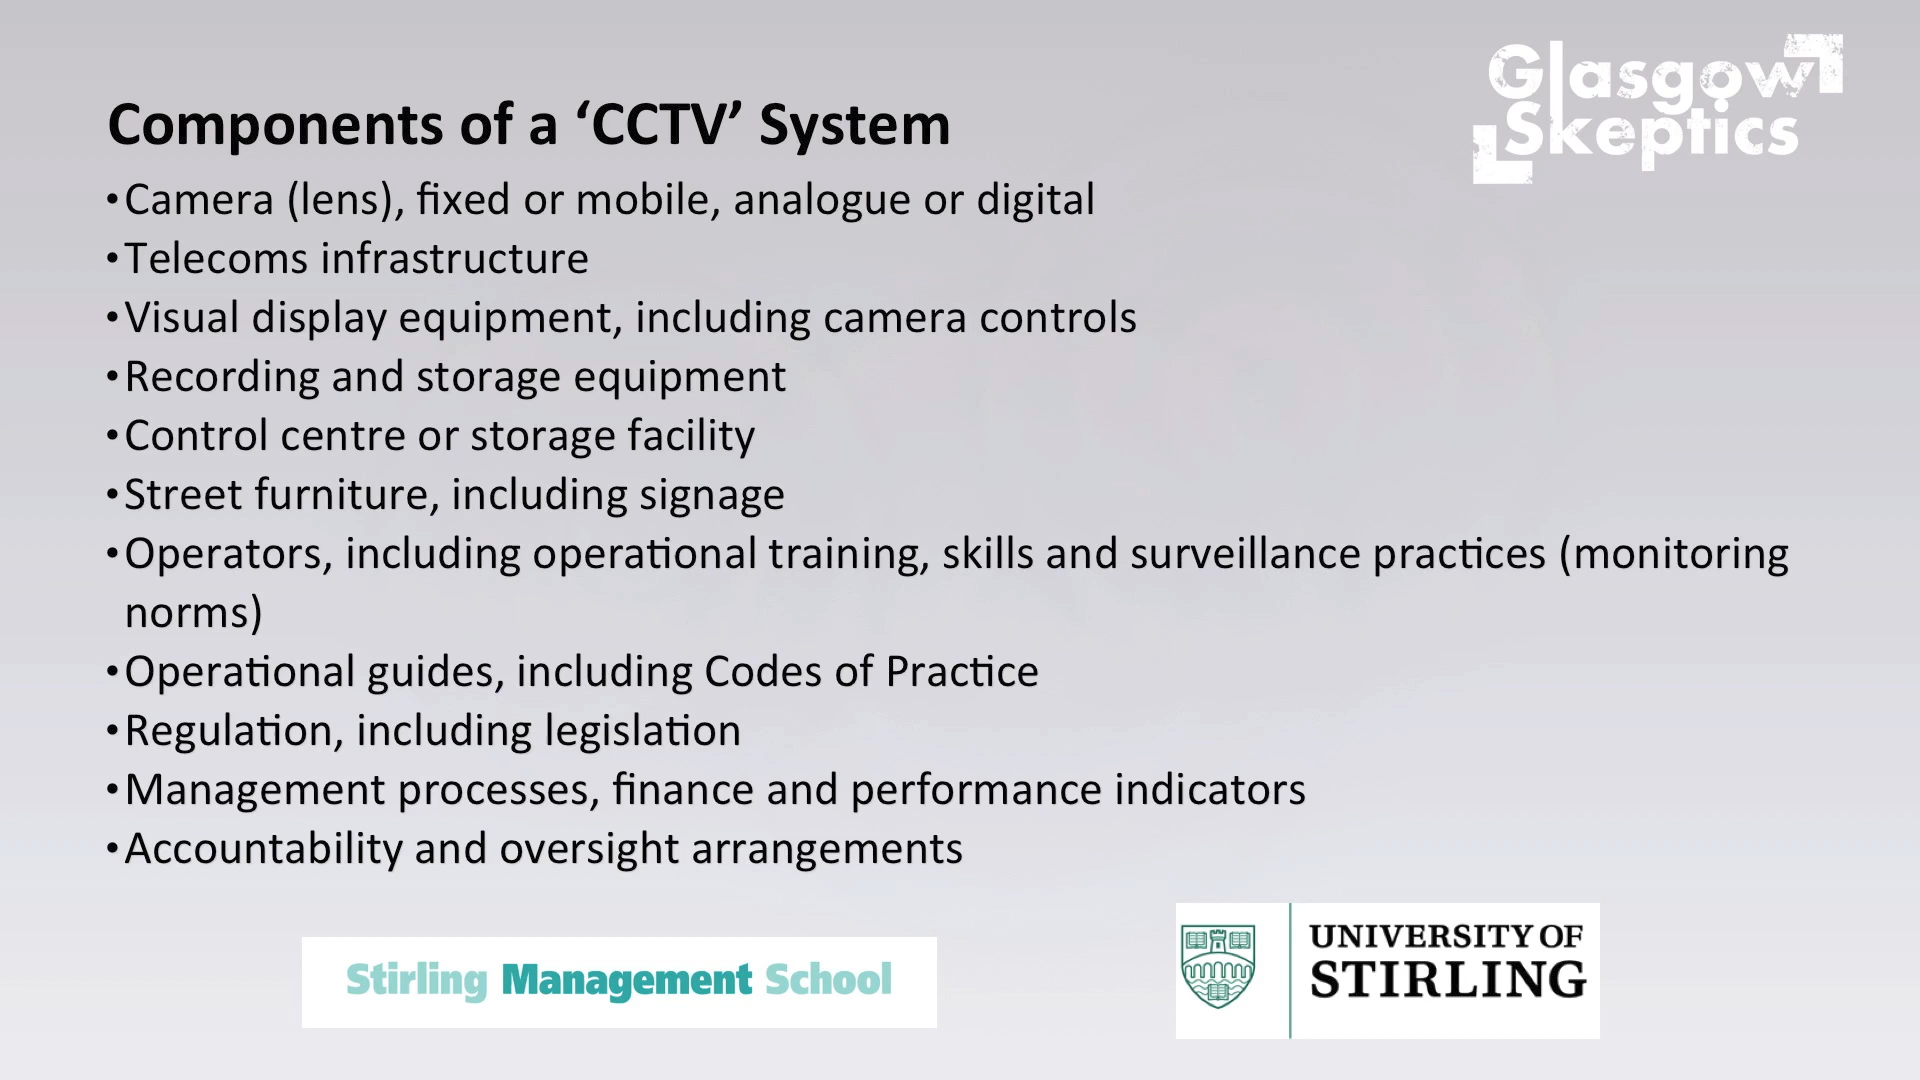 Glasgow
Skeptics
Components of a ‘CCTV’ System
•Camera (lens), fixed or mobile, analogue or digital
•Telecoms infrastructure
•Visual display equipment, including camera controls
•Recording and storage equipment
•Control centre or storage facility
•Street furniture, including signage
•Operators, including operational training, skills and surveillance practices (monitoring
norms)
•Operational guides, including Codes of Practice
•Regulation, including legislation
•Management processes, finance and performance indicators
•Accountability and oversight arrangements
Stirling Management School
UNIVERSITY OF
STIRLING